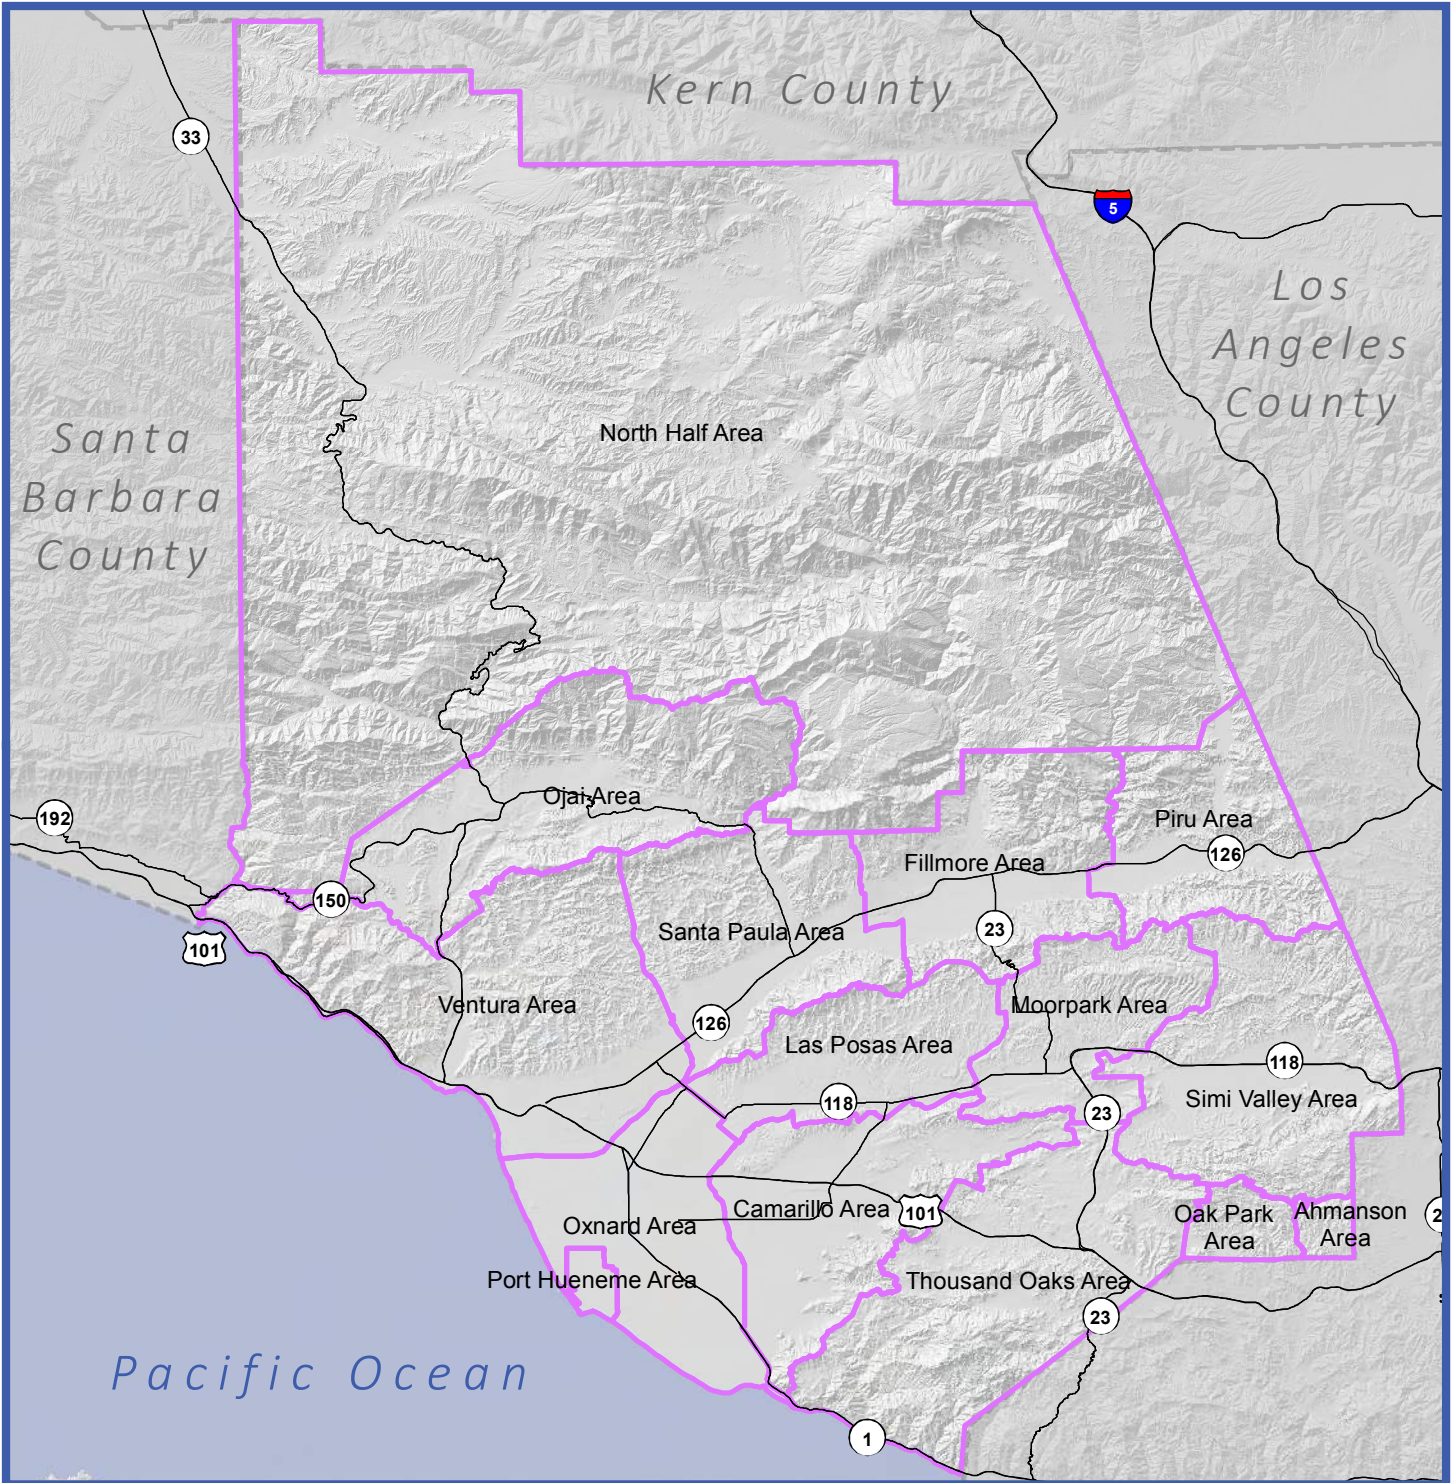 Kern County
33
5
Los
Angeles
County
North Half Area
Santa
Barbara
County
Ojai Area
192
Piru Area
126
Fillmore Area
150
23
Santa Paula Area
101
Ventura Area
Moorpark Area
126
Las Posas Area
118
118
Simi Valley Area
23
Camarillo Area
101
Oak Park
Area
Ahmanson
Area
2
Oxnard Area
Port Hueneme Area
Thousand Oaks Area
23
Pacific Ocean
1